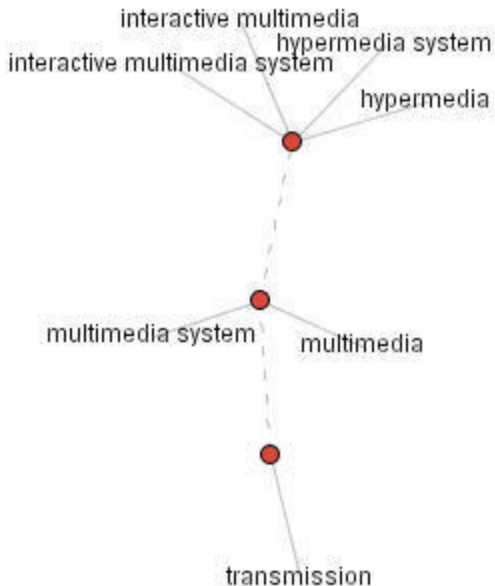 interactive multimedia
hypermedia system
interactive multimedia system
hypermedia
multimedia system
multimedia
transmission